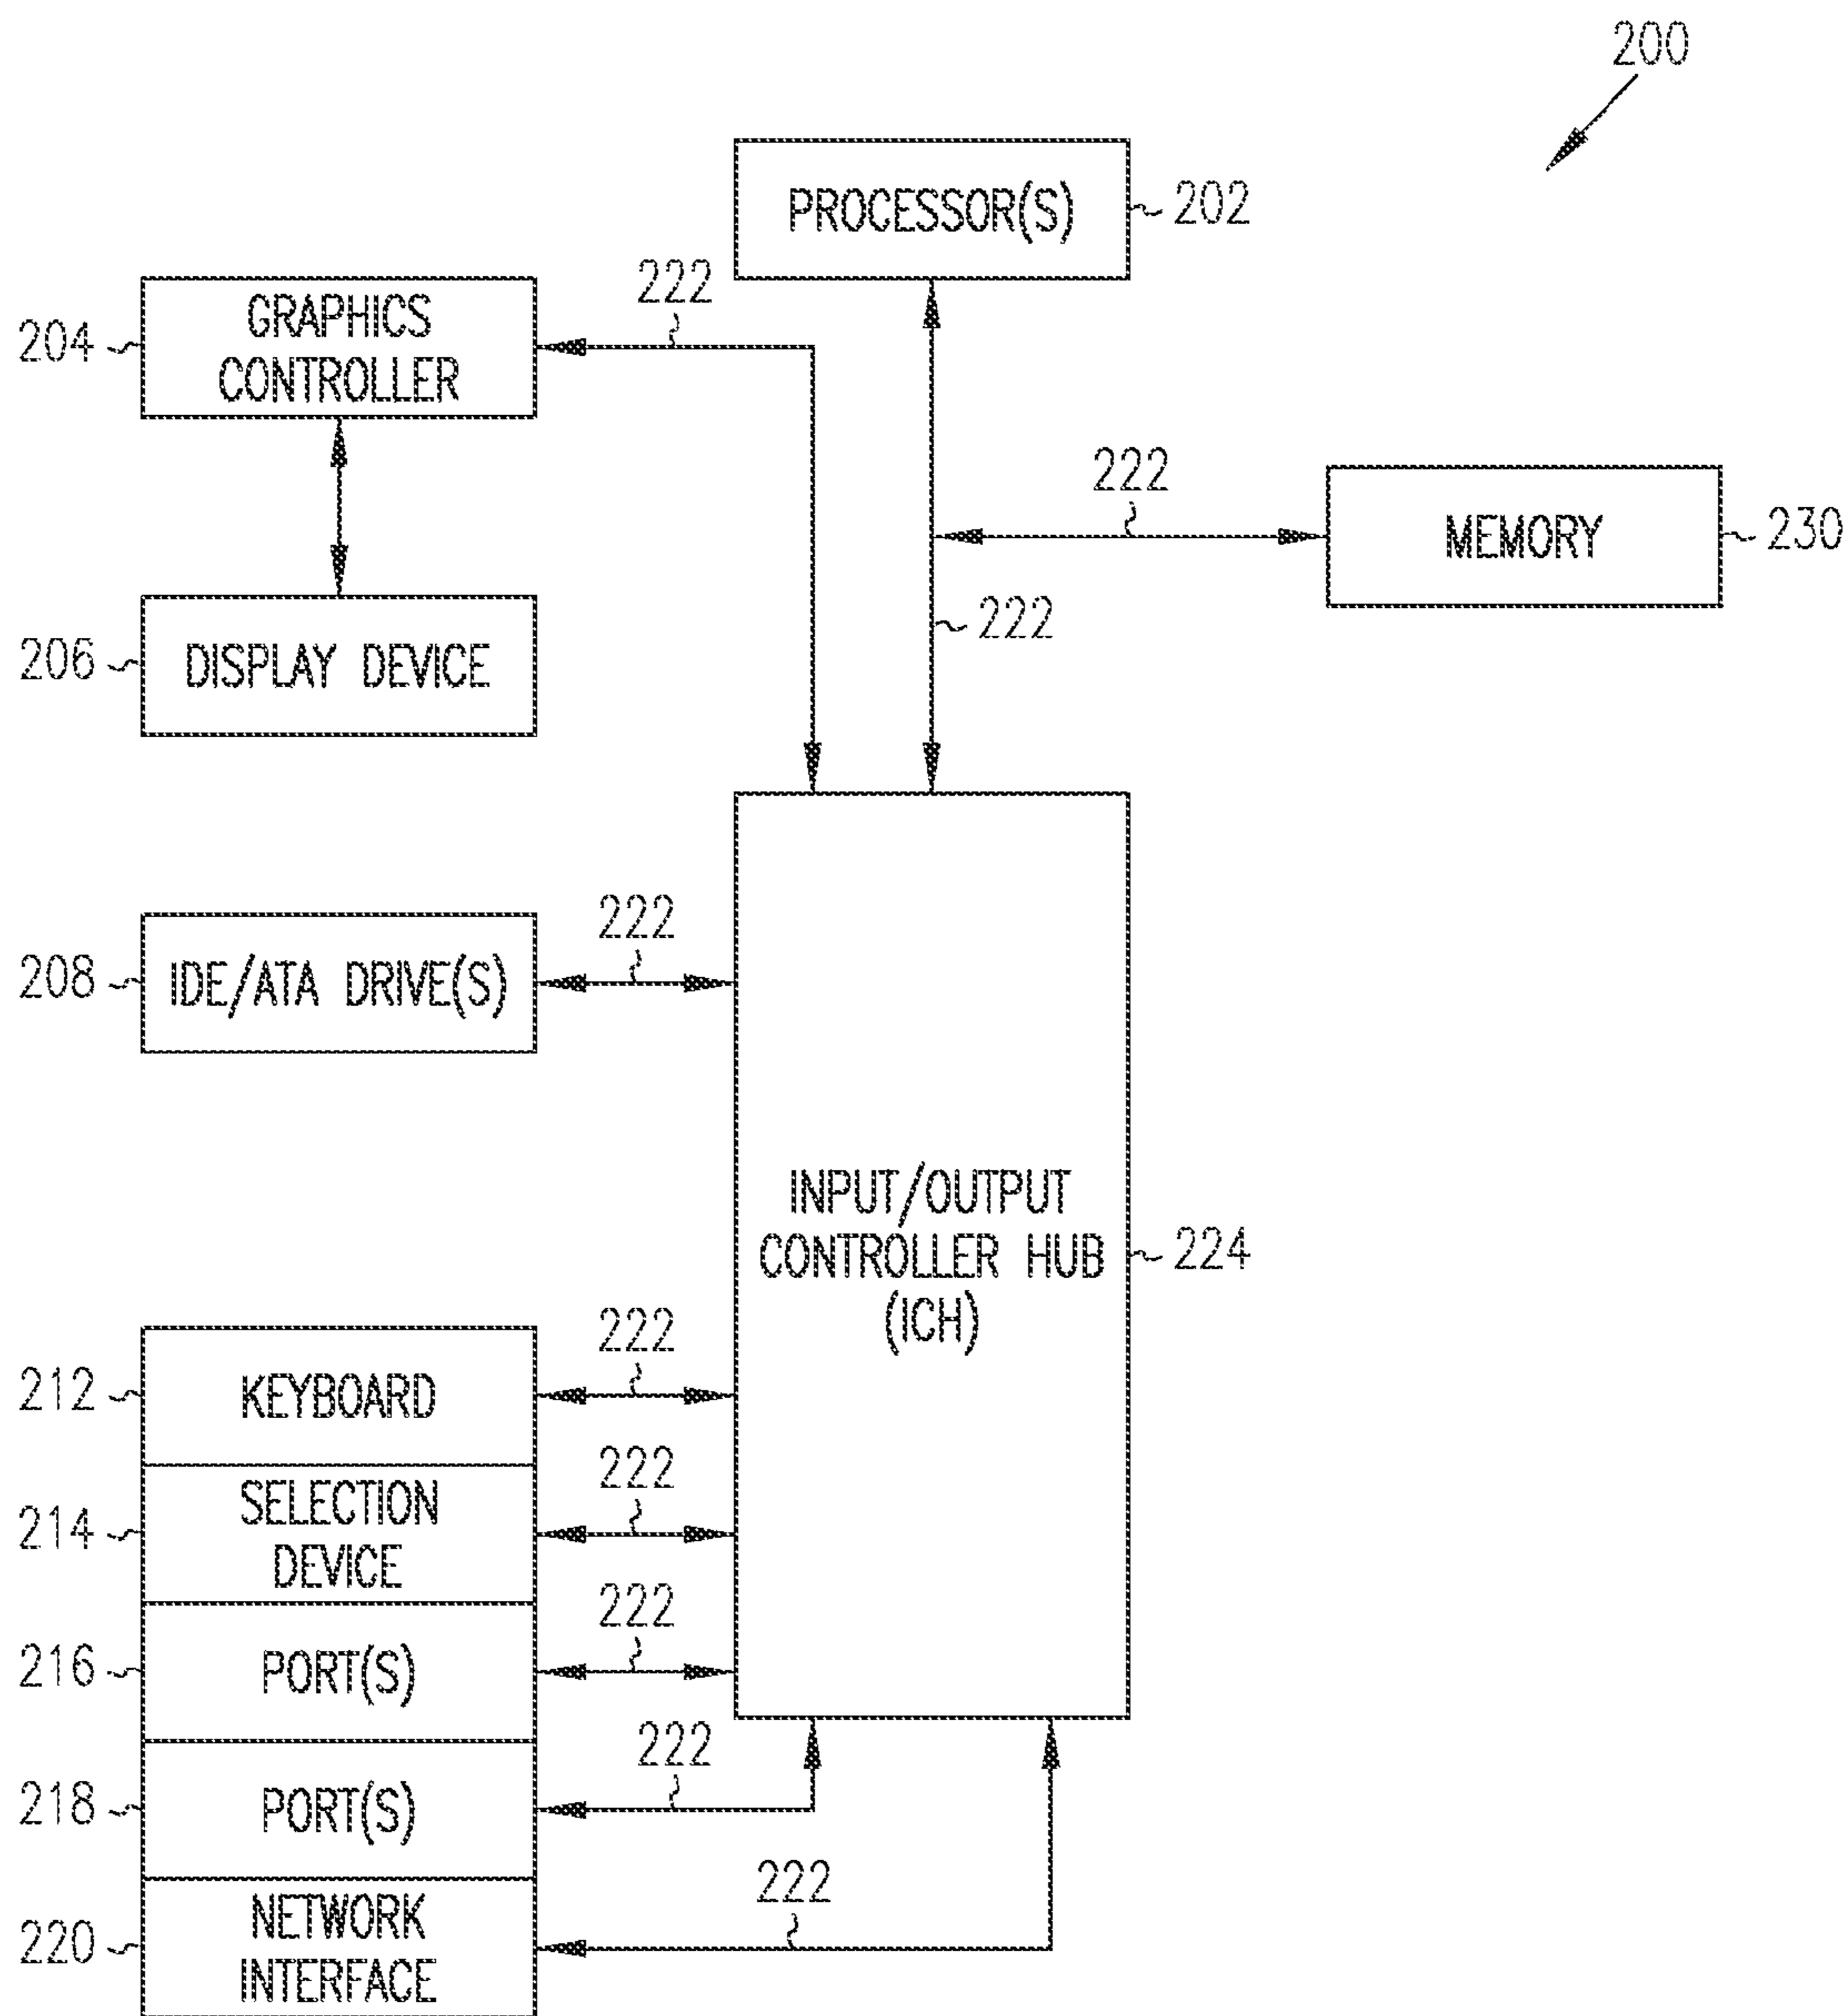 200
PROCESSOR(S)
202
222
GRAPHICS
CONTROLLER
204
222
MEMORY
230
222
DISPLAY DEVICE
206
222
IDE/ATA DRIVE(S)
208
INPUT/OUTPUT
CONTROLLER HUB
(ICH)
224
222
KEYBOARD
212
222
SELECTION
DEVICE
214
222
PORT(S)
216
222
PORT(S)
218
222
NETWORK
INTERFACE
220